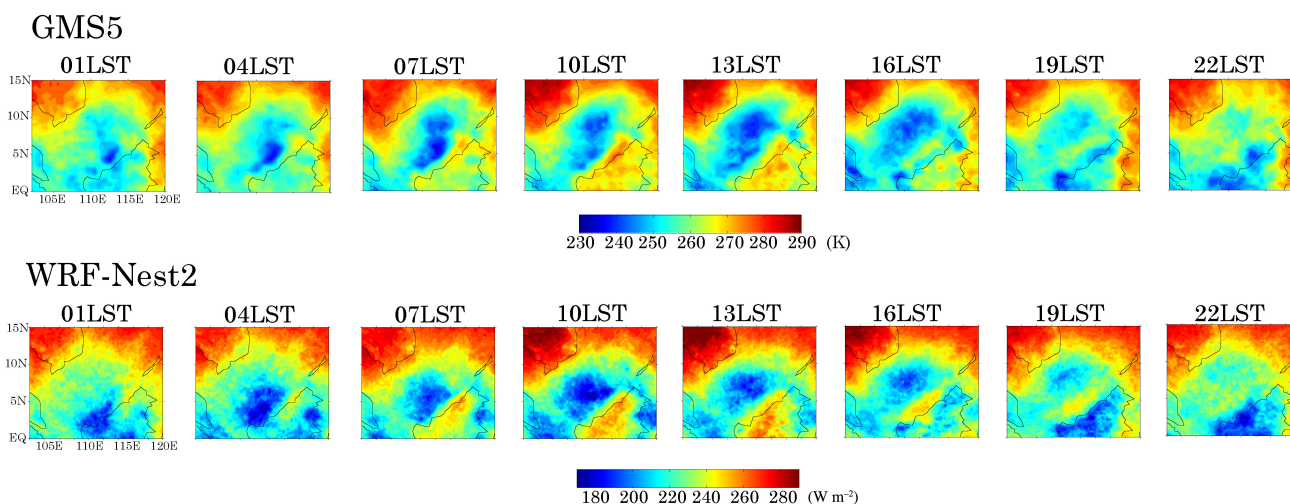 GMS5
01LST 04LST 07LST 10LST 13LST 16LST 19LST 22LST
15N
10N
5N
EQ
105E 110E 115E 120E
230 240 250 260 270 280 290 (K)
WRF-Nest2
01LST 04LST 07LST 10LST 13LST 16LST 19LST 22LST
15N
10N
5N
EQ
105E 110E 115E 120E
180 200 220 240 260 280 (W m⁻²)